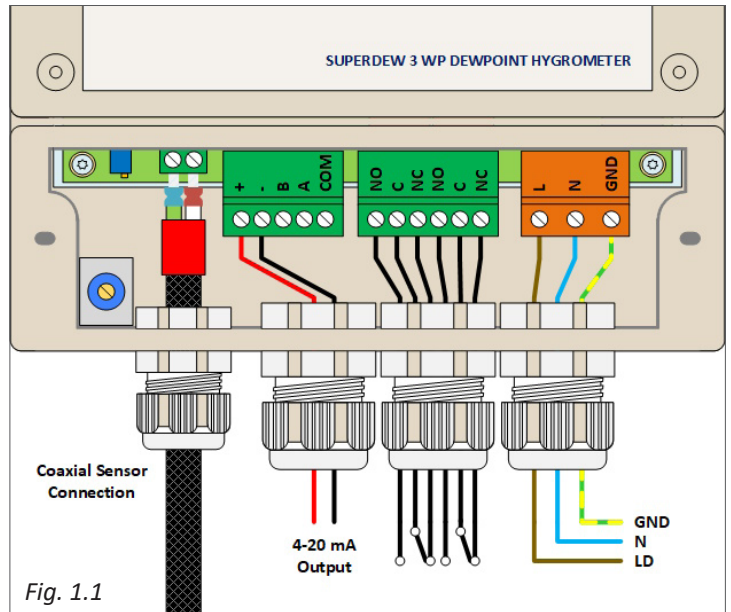 SUPERDEW 3 WP DEWPOINT HYGROMETER
+ - B A COM
NO C NC NO C NC
L N GND
Coaxial Sensor
Connection
4-20 mA
Output
GND
N
LD
Fig. 1.1